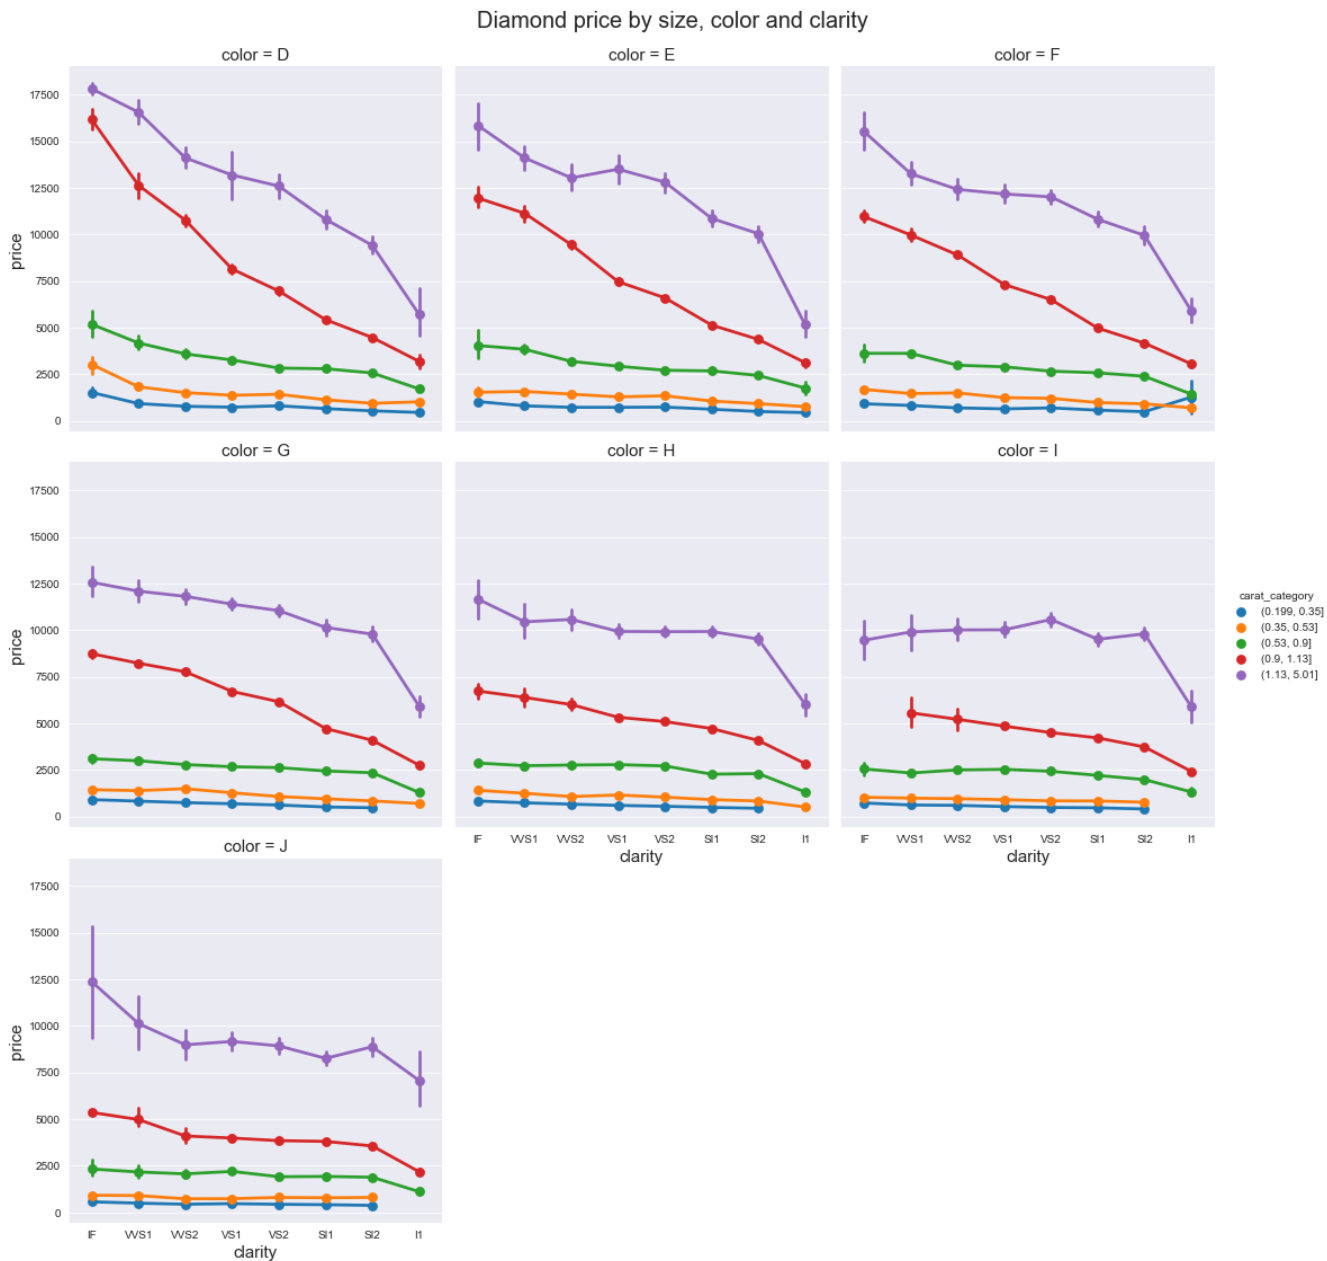 Diamond price by size, color and clarity
color = D
color = E
color = F
17500
15000
12500
10000
7500
5000
2500
0
price
color = G
color = H
color = I
17500
15000
12500
10000
7500
5000
2500
0
price
IF VVS1 VVS2 VS1 VS2 SI1 SI2 I1
clarity
IF VVS1 VVS2 VS1 VS2 SI1 SI2 I1
clarity
carat_category
(0.199, 0.35]
(0.35, 0.53]
(0.53, 0.9]
(0.9, 1.13]
(1.13, 5.01]
color = J
17500
15000
12500
10000
7500
5000
2500
0
price
IF VVS1 VVS2 VS1 VS2 SI1 SI2 I1
clarity